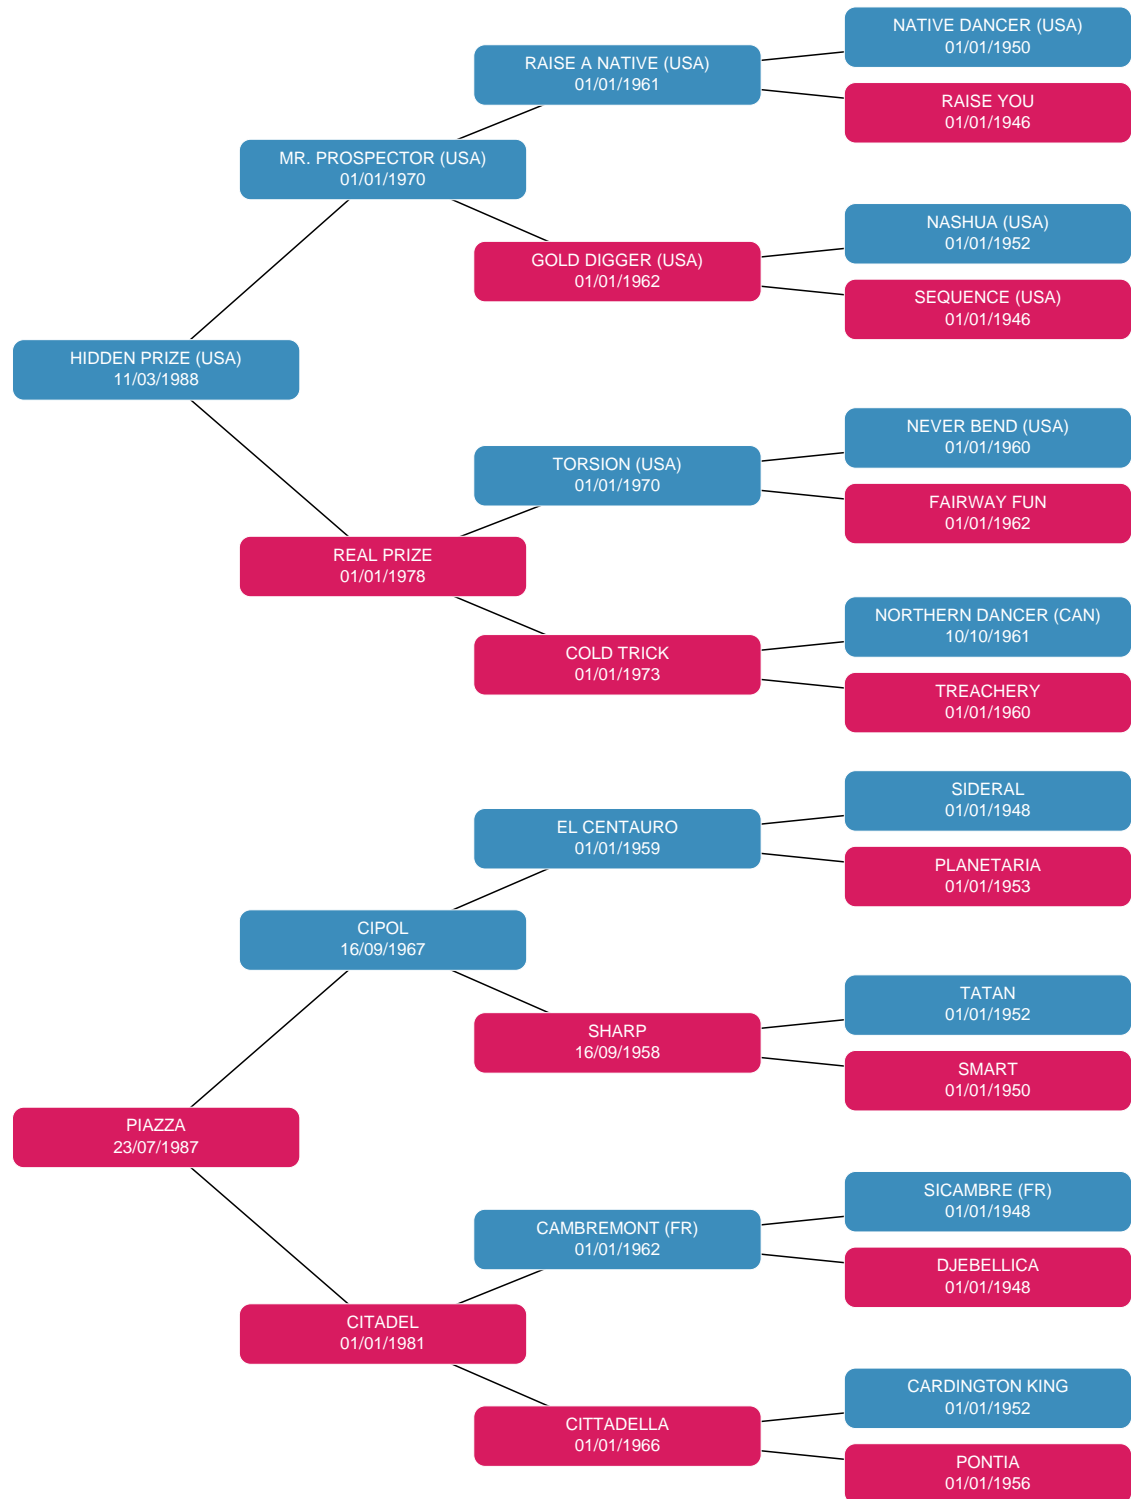 NATIVE DANCER (USA)
01/01/1950
RAISE A NATIVE (USA)
01/01/1961
RAISE YOU
01/01/1946
MR. PROSPECTOR (USA)
01/01/1970
NASHUA (USA)
01/01/1952
GOLD DIGGER (USA)
01/01/1962
SEQUENCE (USA)
01/01/1946
HIDDEN PRIZE (USA)
11/03/1988
NEVER BEND (USA)
01/01/1960
TORSION (USA)
01/01/1970
FAIRWAY FUN
01/01/1962
REAL PRIZE
01/01/1978
NORTHERN DANCER (CAN)
10/10/1961
COLD TRICK
01/01/1973
TREACHERY
01/01/1960
SIDERAL
01/01/1948
EL CENTAURO
01/01/1959
PLANETARIA
01/01/1953
CIPOL
16/09/1967
TATAN
01/01/1952
SHARP
16/09/1958
SMART
01/01/1950
PIAZZA
23/07/1987
SICAMBRE (FR)
01/01/1948
CAMBREMONT (FR)
01/01/1962
DJEBELLICA
01/01/1948
CITADEL
01/01/1981
CARDINGTON KING
01/01/1952
CITTADELLA
01/01/1966
PONTIA
01/01/1956